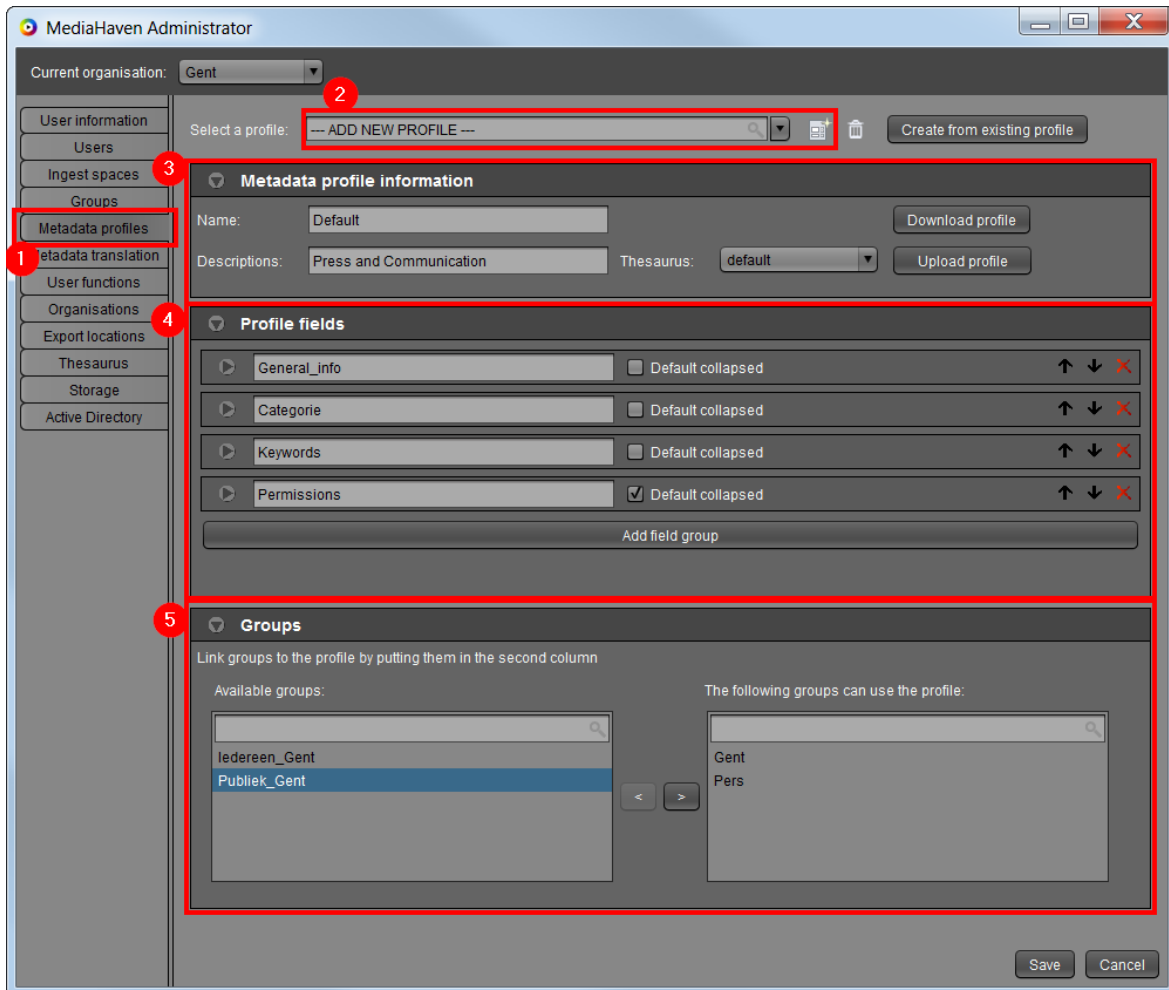 MediaHaven Administrator
Current organisation: Gent
2
User information
Users
Ingest spaces
Groups
Metadata profiles
etadata translation
User functions
Organisations
Export locations
Thesaurus
Storage
Active Directory
1
Select a profile: --- ADD NEW PROFILE --- Create from existing profile
3
Metadata profile information
Name: Default Download profile
Descriptions: Press and Communication Thesaurus: default Upload profile
4
Profile fields
General_info Default collapsed
Categorie Default collapsed
Keywords Default collapsed
Permissions Default collapsed
Add field group
5
Groups
Link groups to the profile by putting them in the second column
Available groups: The following groups can use the profile:
Iedereen_Gent Gent
Publiek_Gent Pers
< >
Save Cancel